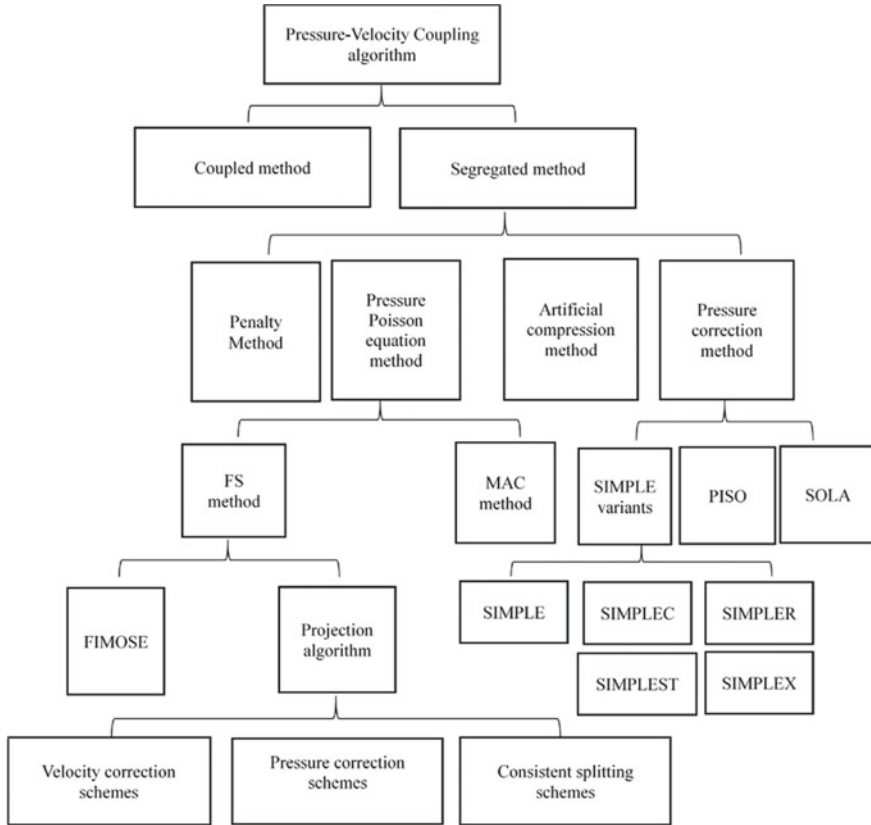 Pressure-Velocity Coupling
algorithm
Coupled method
Segregated method
Penalty
Method
Pressure
Poisson
equation
method
Artificial
compression
method
Pressure
correction
method
FS
method
MAC
method
SIMPLE
variants
PISO
SOLA
FIMOSE
Projection
algorithm
SIMPLE
SIMPLEC
SIMPLER
SIMPLEST
SIMPLEX
Velocity correction
schemes
Pressure correction
schemes
Consistent splitting
schemes